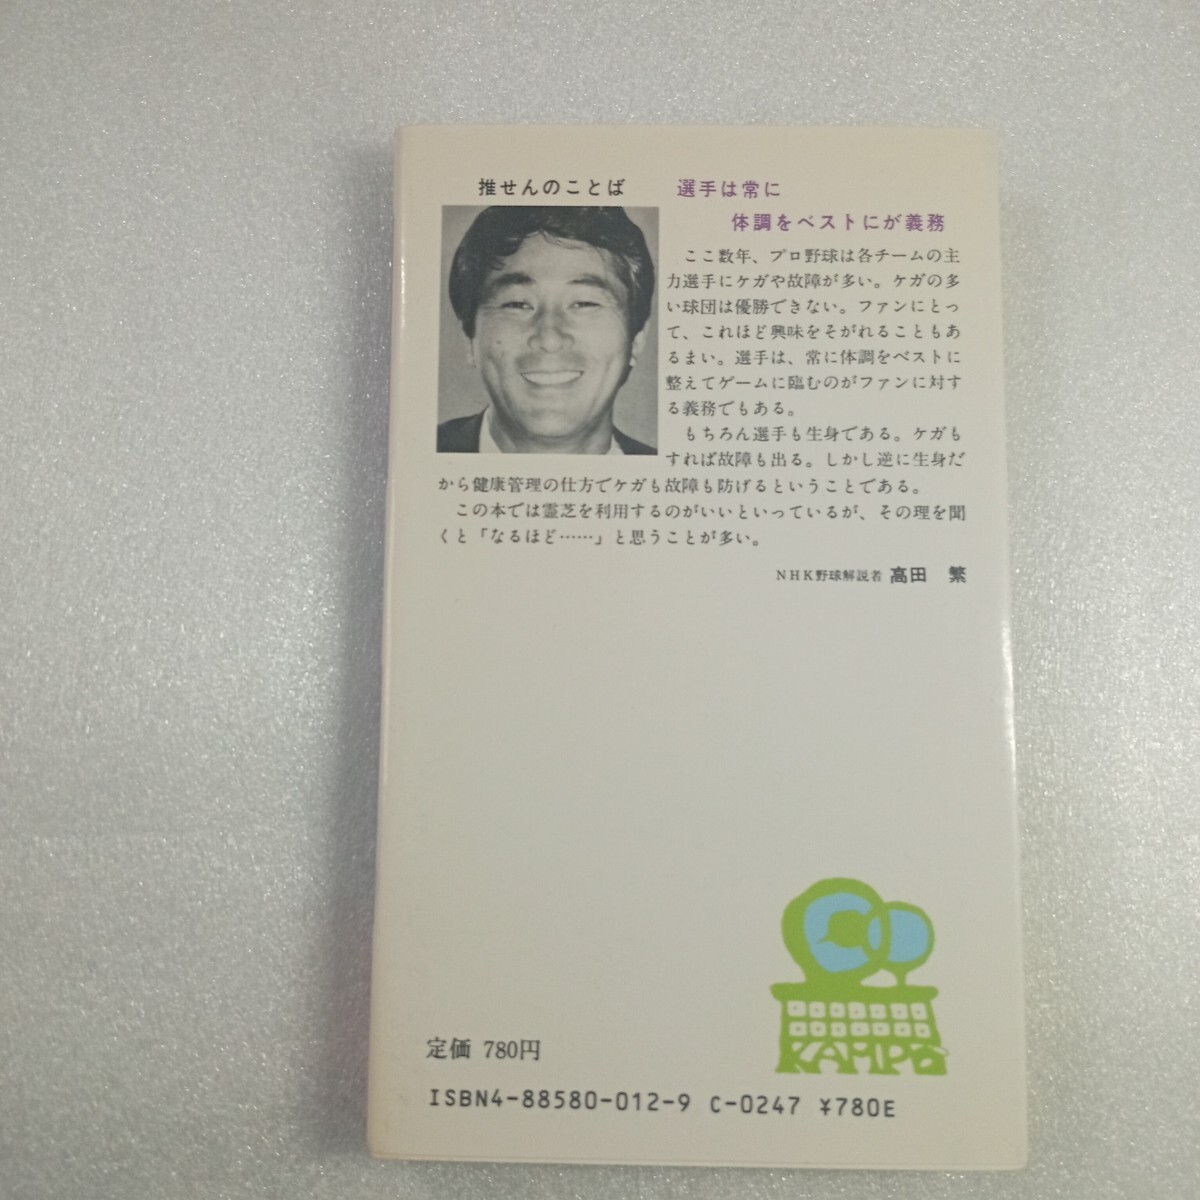 推せんのことば
選手は常に
体調をベストにが義務
ここ数年、プロ野球は各チームの主
力選手にケガや故障が多い。ケガの多
い球団は優勝できない。ファンにとっ
て、これほど興味をそがれることもあ
るまい。選手は、常に体調をベストに
整えてゲームに臨むのがファンに対す
る義務でもある。
もちろん選手も生身である。ケガも
すれば故障も出る。しかし逆に生身だ
から健康管理の仕方でケガも故障も防げるということである。
この本では霊芝を利用するのがいいといっているが、その理を聞
くと「なるほど……」と思うことが多い。
NHK野球解説者 高田 繁
KAMPO
定価 780円
ISBN4-88580-012-9 C-0247 ¥780E